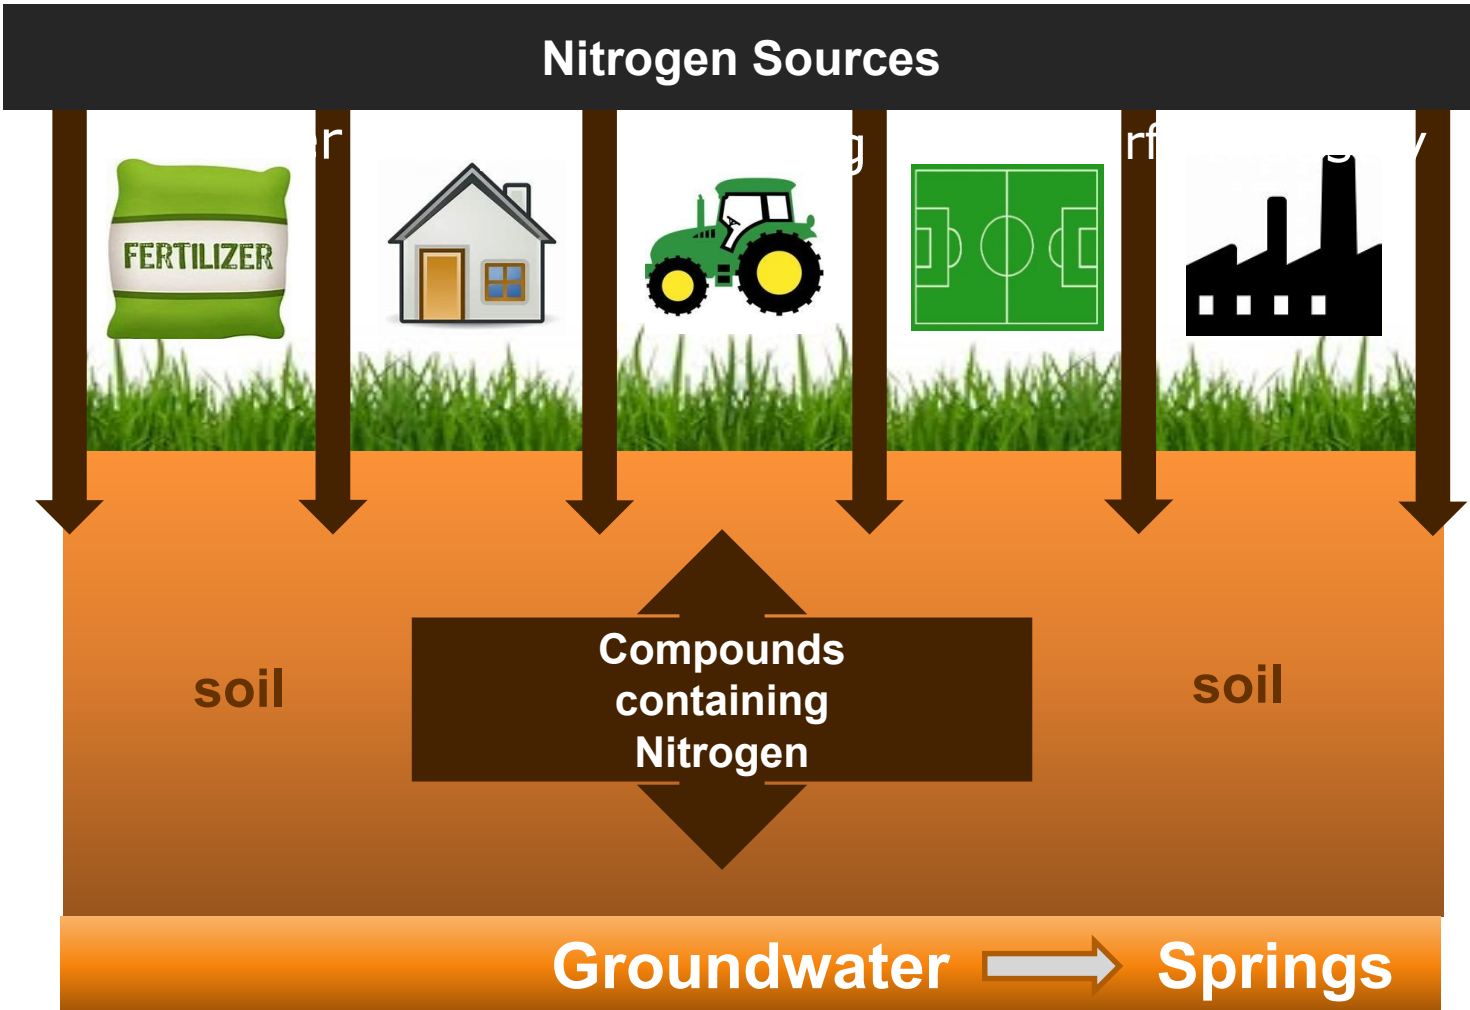 Nitrogen Sources
FERTILIZER
Compounds
containing
Nitrogen
soil
soil
Groundwater
Springs